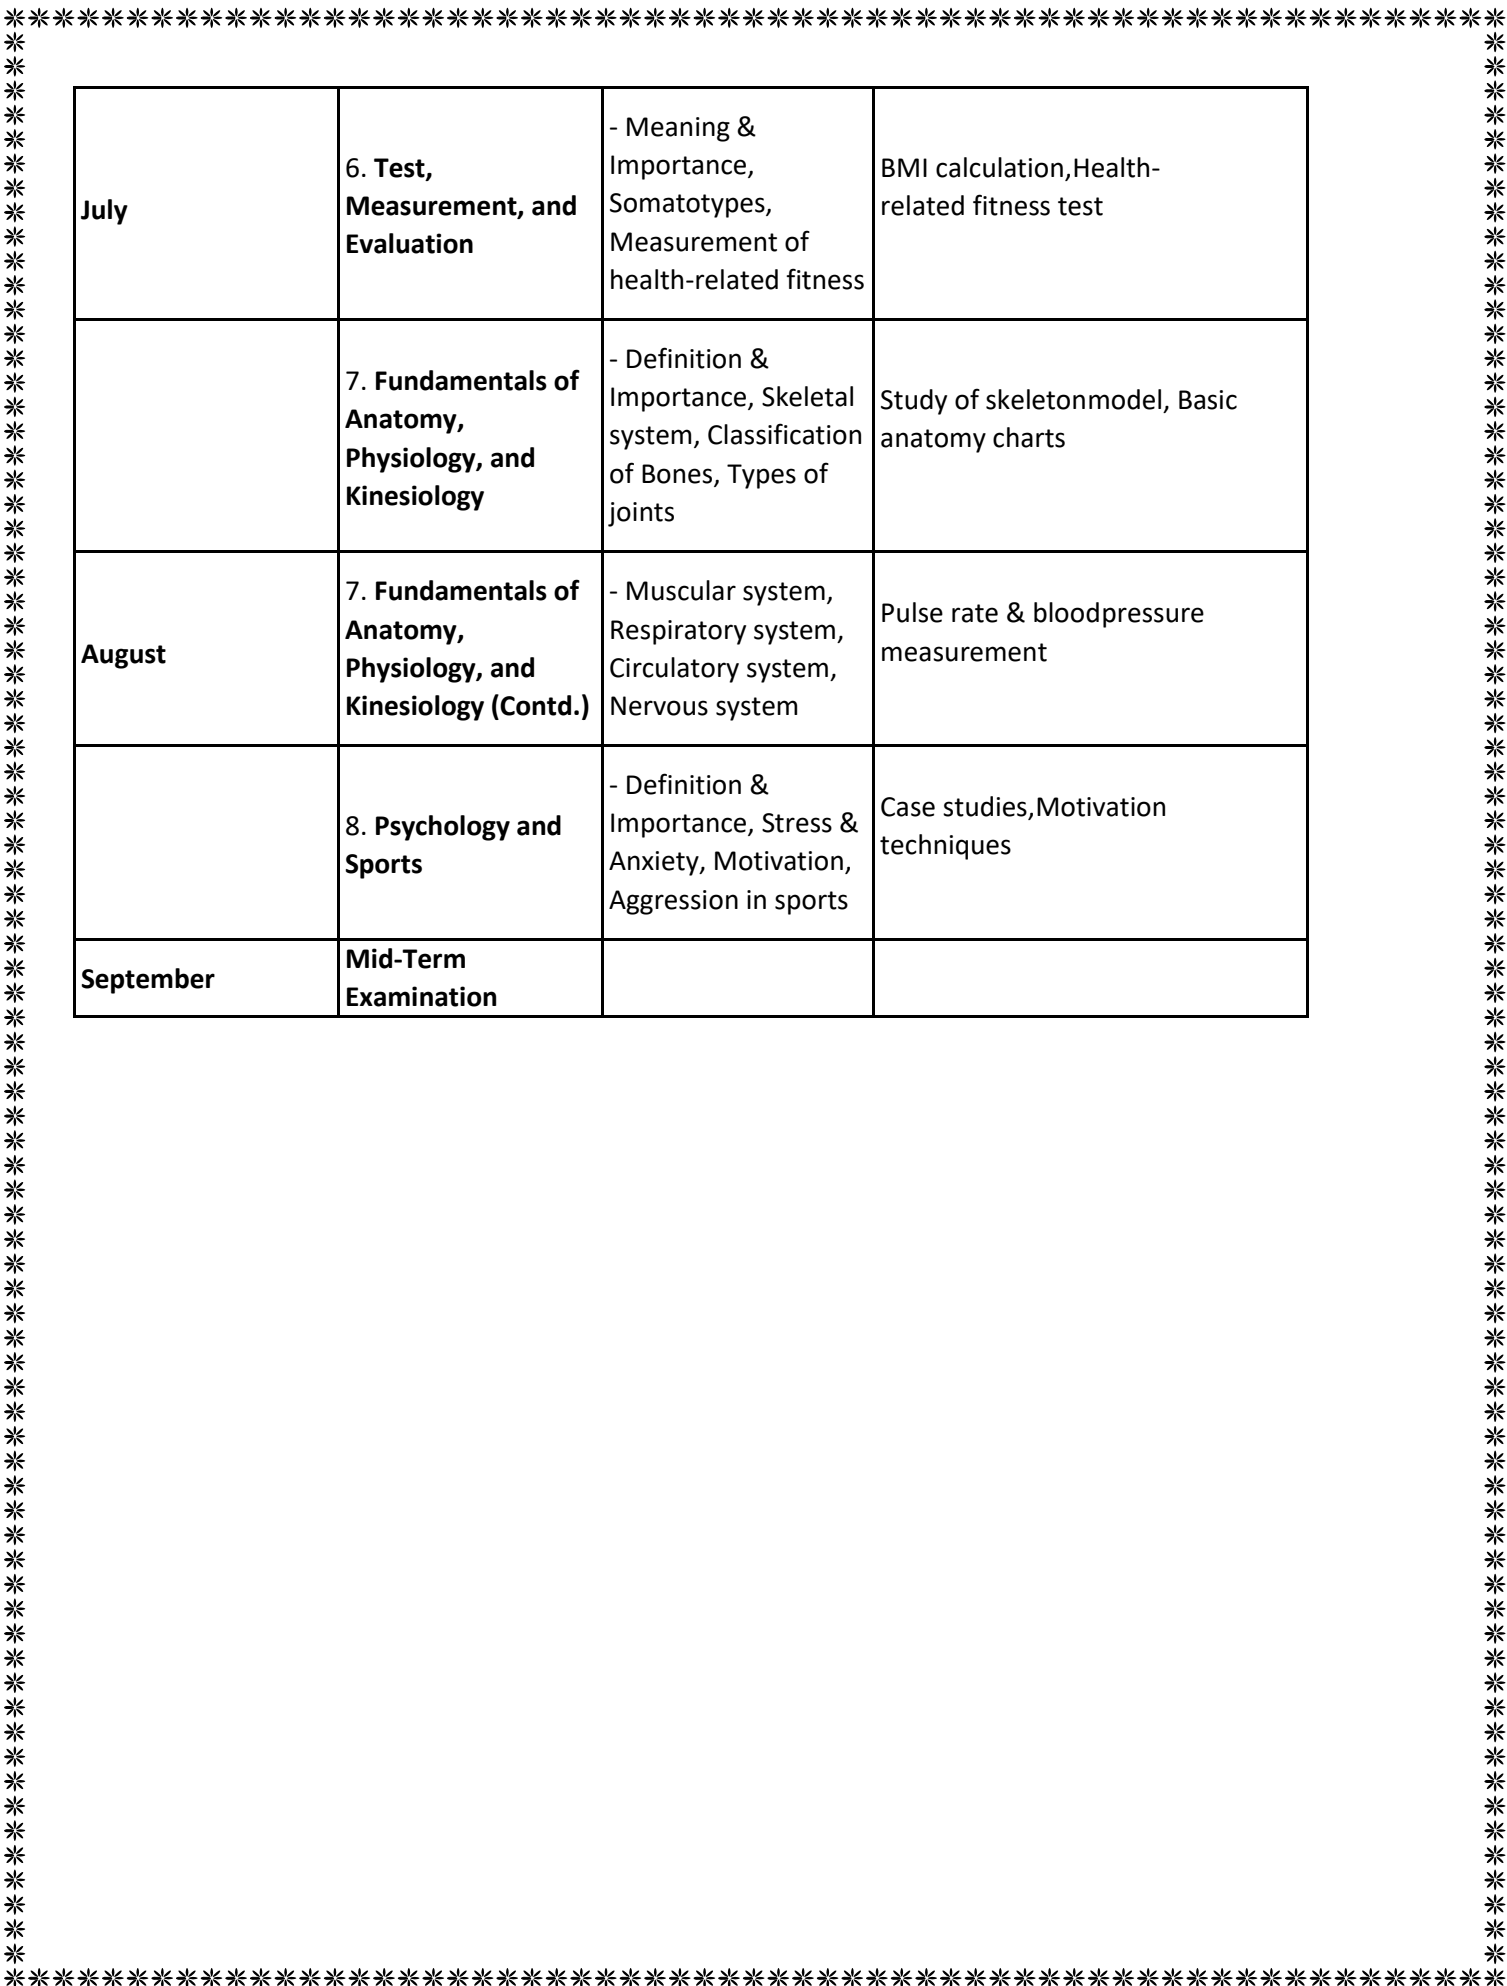 July
6. Test,
Measurement, and
Evaluation
- Meaning &
Importance,
Somatotypes,
Measurement of
health-related fitness
BMI calculation,Health-
related fitness test
7. Fundamentals of
Anatomy,
Physiology, and
Kinesiology
- Definition &
Importance, Skeletal
system, Classification
of Bones, Types of
joints
Study of skeletonmodel, Basic
anatomy charts
August
7. Fundamentals of
Anatomy,
Physiology, and
Kinesiology (Contd.)
- Muscular system,
Respiratory system,
Circulatory system,
Nervous system
Pulse rate & bloodpressure
measurement
8. Psychology and
Sports
- Definition &
Importance, Stress &
Anxiety, Motivation,
Aggression in sports
Case studies,Motivation
techniques
September
Mid-Term
Examination